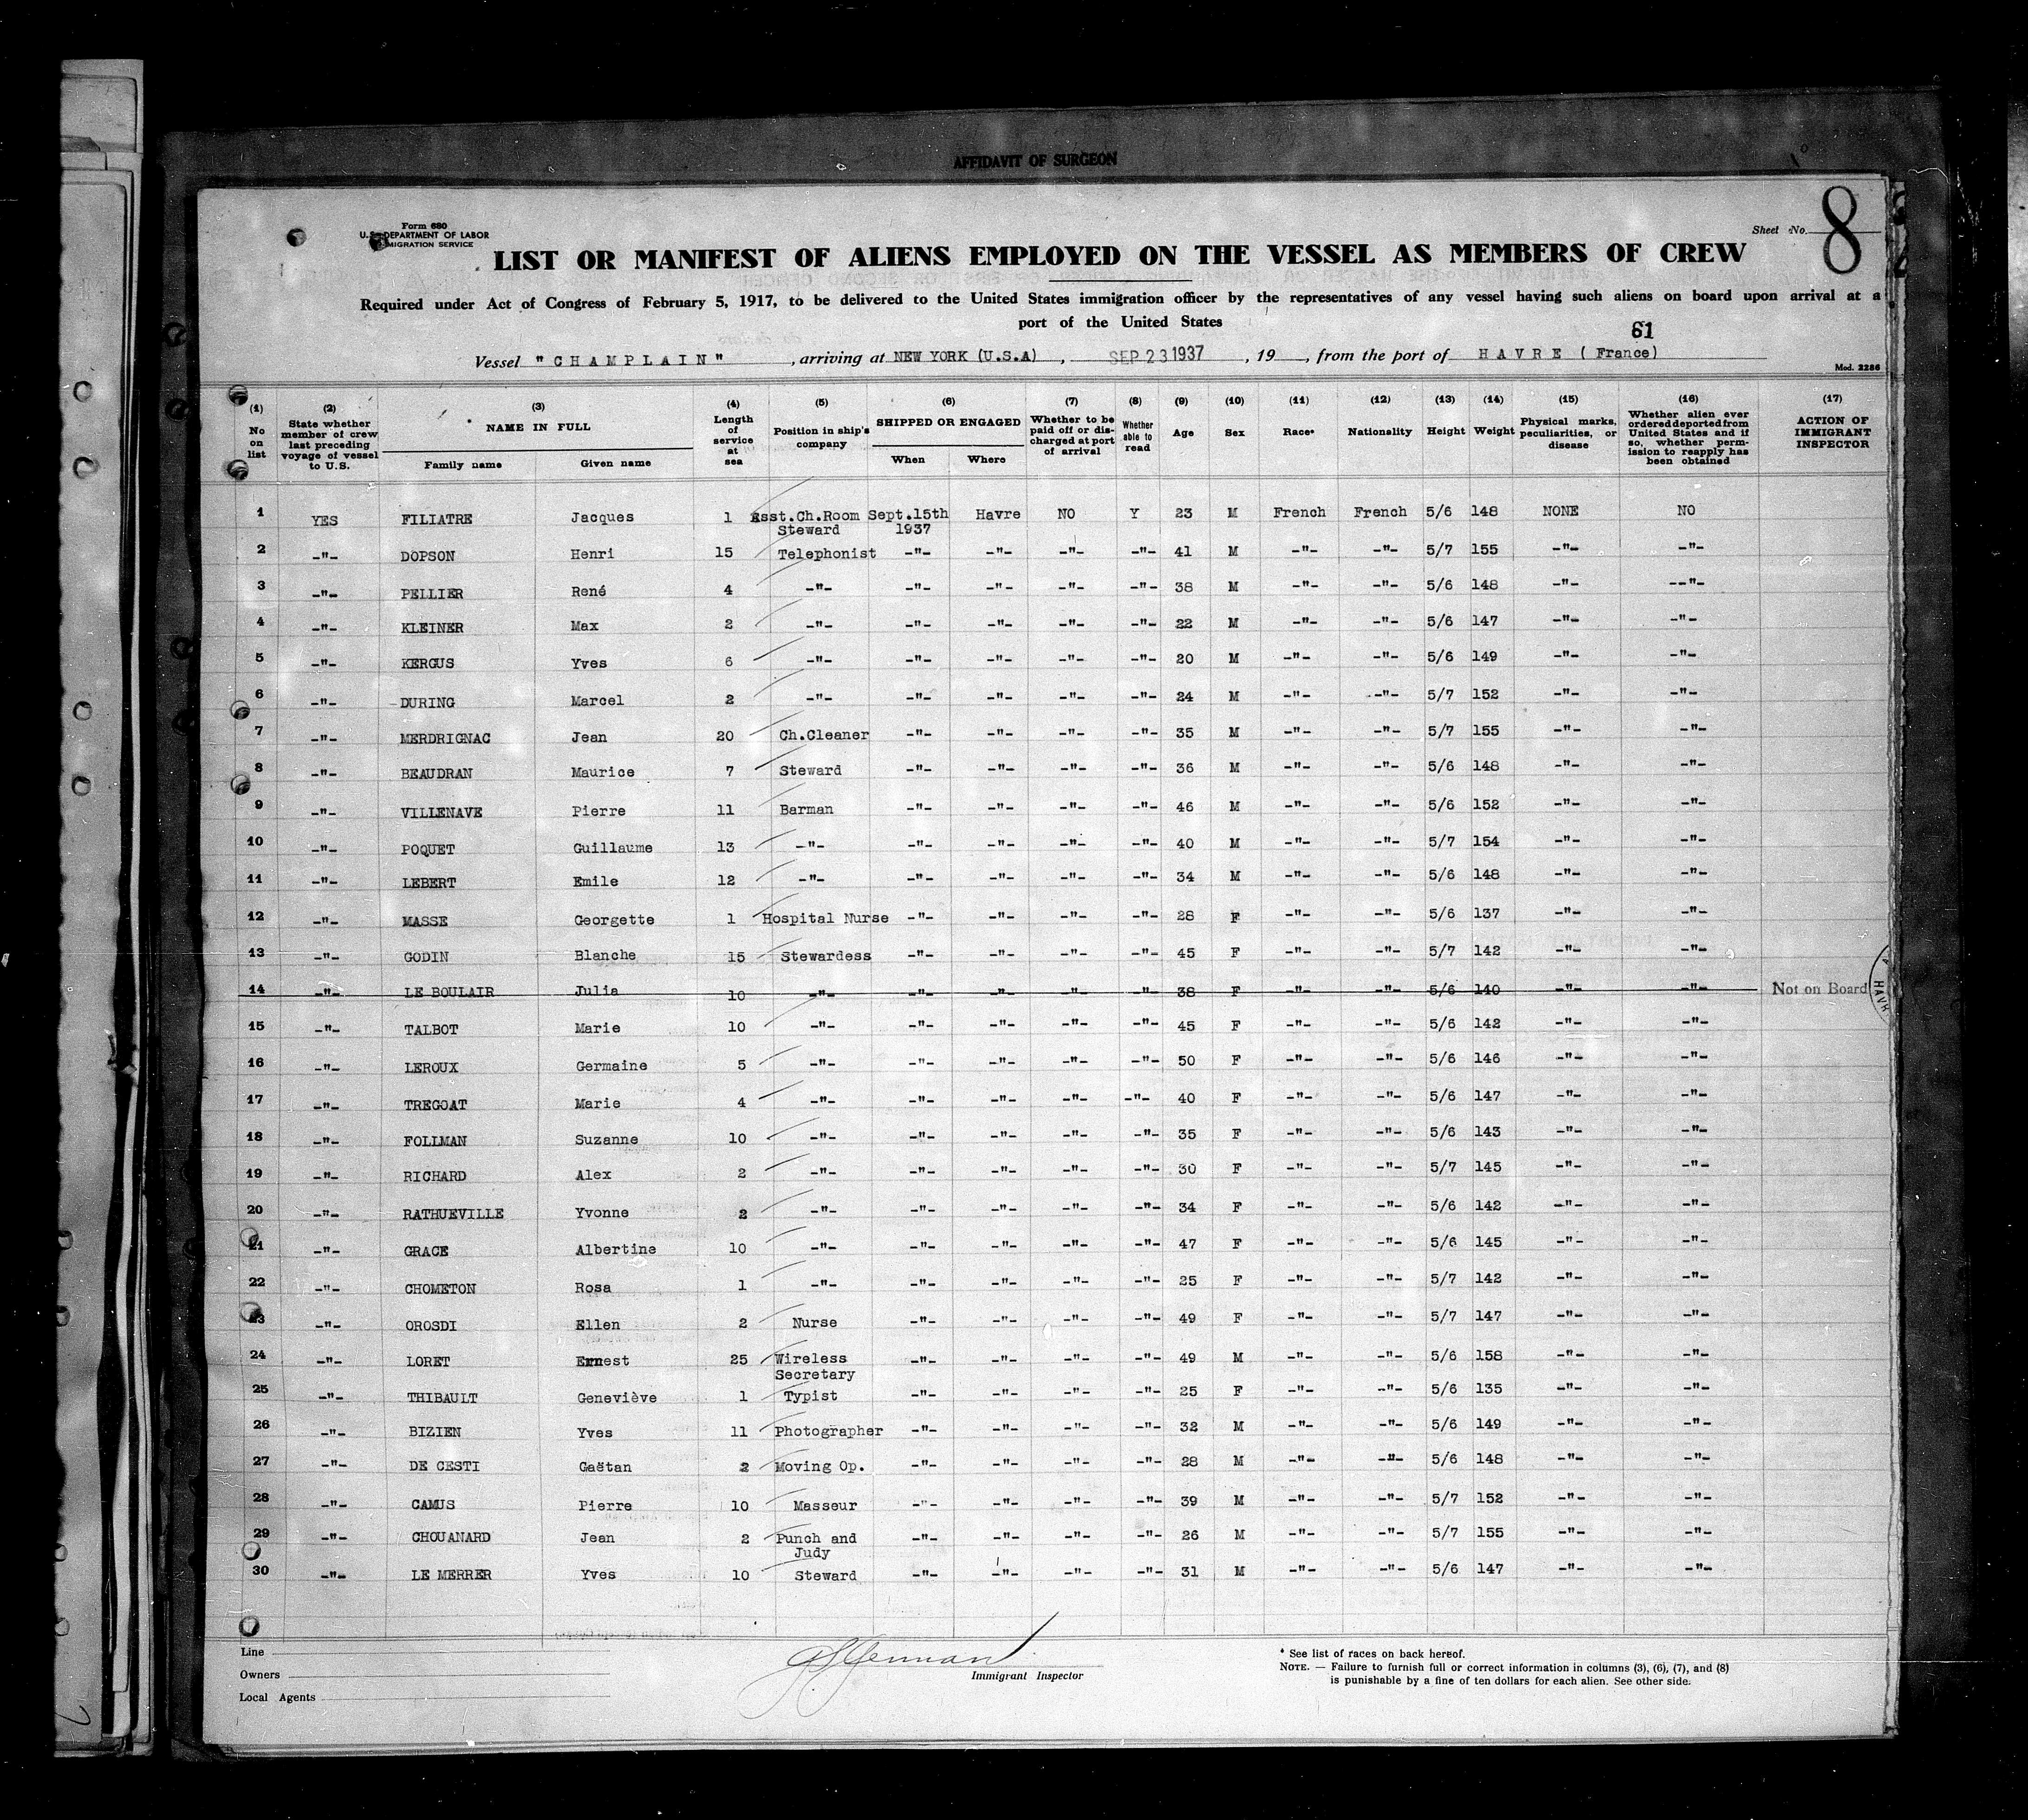 AFFIDAVIT OF SURGEON
Form 680
U.S. DEPARTMENT OF LABOR
MIGRATION SERVICE
Sheet No. 8
LIST OR MANIFEST OF ALIENS EMPLOYED ON THE VESSEL AS MEMBERS OF CREW
Required under Act of Congress of February 5, 1917, to be delivered to the United States immigration officer by the representatives of any vessel having such aliens on board upon arrival at a
port of the United States
61
Vessel "CHAMPLAIN", arriving at NEW YORK (U.S.A), SEP 23 1937, 19 , from the port of HAVRE (France)
Mod. 2286
(1) No on list
(2) State whether member of crew last preceding voyage of vessel to U.S.
(3) NAME IN FULL Family name Given name
(4) Length of service at sea
(5) Position in ship's company
(6) SHIPPED OR ENGAGED When Where
(7) Whether to be paid off or discharged at port of arrival
(8) Whether able to read
(9) Age
(10) Sex
(11) Race*
(12) Nationality
(13) Height
(14) Weight
(15) Physical marks, peculiarities, or disease
(16) Whether alien ever ordered deported from United States and if so, whether permission to reapply has been obtained
(17) ACTION OF IMMIGRANT INSPECTOR
1 YES FILIATRE Jacques 1 Asst.Ch.Room Steward Sept.15th 1937 Havre NO Y 23 M French French 5/6 148 NONE NO
2 -"- DOPSON Henri 15 Telephonist -"- -"- -"- -"- 41 M -"- -"- 5/7 155 -"- -"-
3 -"- PELLIER René 4 -"- -"- -"- -"- -"- 38 M -"- -"- 5/6 148 -"- --"-
4 -"- KLEINER Max 2 -"- -"- -"- -"- -"- 22 M -"- -"- 5/6 147 -"- -"-
5 -"- KERGUS Yves 6 -"- -"- -"- -"- -"- 20 M -"- -"- 5/6 149 -"- -"-
6 -"- DURING Marcel 2 -"- -"- -"- -"- -"- 24 M -"- -"- 5/7 152 -"- -"-
7 -"- MERDRIGNAC Jean 20 Ch.Cleaner -"- -"- -"- -"- 35 M -"- -"- 5/7 155 -"- -"-
8 -"- BEAUDRAN Maurice 7 Steward -"- -"- -"- -"- 36 M -"- -"- 5/6 148 -"- -"-
9 -"- VILLENAVE Pierre 11 Barman -"- -"- -"- -"- 46 M -"- -"- 5/6 152 -"- -"-
10 -"- POQUET Guillaume 13 -"- -"- -"- -"- -"- 40 M -"- -"- 5/7 154 -"- -"-
11 -"- LEBERT Emile 12 -"- -"- -"- -"- -"- 34 M -"- -"- 5/6 148 -"- -"-
12 -"- MASSE Georgette 1 Hospital Nurse -"- -"- -"- -"- 28 F -"- -"- 5/6 137 -"- -"-
13 -"- GODIN Blanche 15 Stewardess -"- -"- -"- -"- 45 F -"- -"- 5/7 142 -"- -"-
14 -"- LE BOULAIR Julia 10 -"- -"- -"- -"- -"- 38 F -"- -"- 5/6 140 -"- -"- Not on Board
15 -"- TALBOT Marie 10 -"- -"- -"- -"- -"- 45 F -"- -"- 5/6 142 -"- -"-
16 -"- LEROUX Germaine 5 -"- -"- -"- -"- -"- 50 F -"- -"- 5/6 146 -"- -"-
17 -"- TREGOAT Marie 4 -"- -"- -"- -"- -"- 40 F -"- -"- 5/6 147 -"- -"-
18 -"- FOLLMAN Suzanne 10 -"- -"- -"- -"- -"- 35 F -"- -"- 5/6 143 -"- -"-
19 -"- RICHARD Alex 2 -"- -"- -"- -"- -"- 30 F -"- -"- 5/7 145 -"- -"-
20 -"- RATHUEVILLE Yvonne 2 -"- -"- -"- -"- -"- 34 F -"- -"- 5/6 142 -"- -"-
21 -"- GRACE Albertine 10 -"- -"- -"- -"- -"- 47 F -"- -"- 5/6 145 -"- -"-
22 -"- CHOMETON Rosa 1 -"- -"- -"- -"- -"- 25 F -"- -"- 5/7 142 -"- -"-
23 -"- OROSDI Ellen 2 Nurse -"- -"- -"- -"- 49 F -"- -"- 5/7 147 -"- -"-
24 -"- LORET Ernest 25 Wireless -"- -"- -"- -"- 49 M -"- -"- 5/6 158 -"- -"-
25 -"- THIBAULT Geneviève 1 Secretary Typist -"- -"- -"- -"- 25 F -"- -"- 5/6 135 -"- -"-
26 -"- BIZIEN Yves 11 Photographer -"- -"- -"- -"- 32 M -"- -"- 5/6 149 -"- -"-
27 -"- DE CESTI Gaëtan 2 Moving Op. -"- -"- -"- -"- 28 M -"- -"- 5/6 148 -"- -"-
28 -"- CAMUS Pierre 10 Masseur -"- -"- -"- -"- 39 M -"- -"- 5/7 152 -"- -"-
29 -"- CHOUANARD Jean 2 Punch and Judy -"- -"- -"- -"- 26 M -"- -"- 5/7 155 -"- -"-
30 -"- LE MERRER Yves 10 Steward -"- -"- -"- -"- 31 M -"- -"- 5/6 147 -"- -"-
Line
Owners
Local Agents
Immigrant Inspector
* See list of races on back hereof.
NOTE. — Failure to furnish full or correct information in columns (3), (6), (7), and (8)
is punishable by a fine of ten dollars for each alien. See other side.